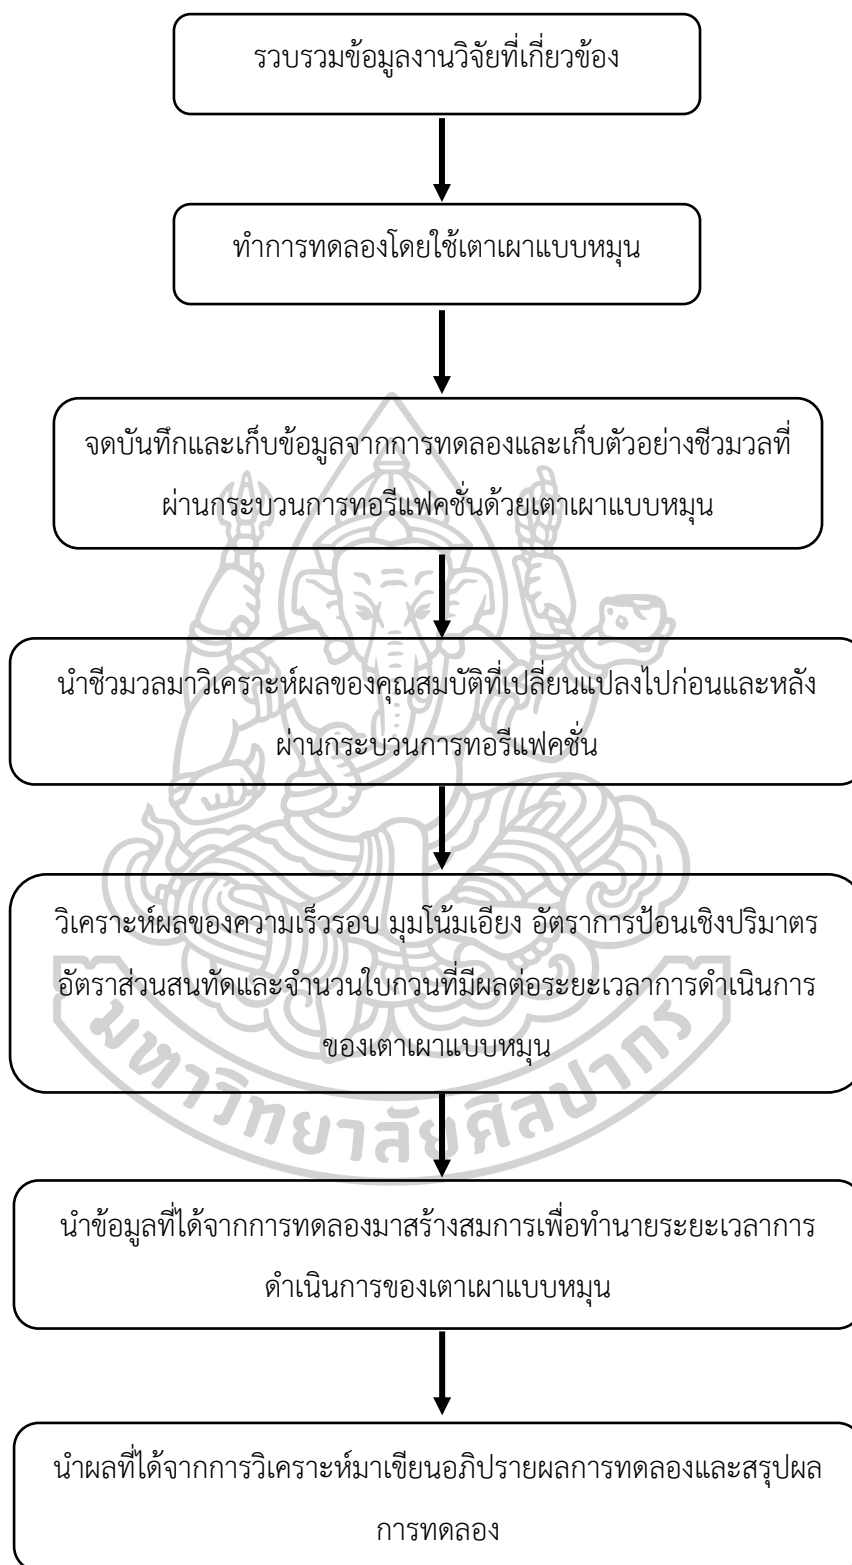 รวบรวมข้อมูลงานวิจัยที่เกี่ยวข้อง
ทำการทดลองโดยใช้เตาเผาแบบหมุน
จดบันทึกและเก็บข้อมูลจากการทดลองและเก็บตัวอย่างชีวมวลที่
ผ่านกระบวนการทอรีแฟคชั่นด้วยเตาเผาแบบหมุน
นำชีวมวลมาวิเคราะห์ผลของคุณสมบัติที่เปลี่ยนแปลงไปก่อนและหลัง
ผ่านกระบวนการทอรีแฟคชั่น
วิเคราะห์ผลของความเร็วรอบ มุมโน้มเอียง อัตราการป้อนเชิงปริมาตร
อัตราส่วนสนทัดและจำนวนใบกวนที่มีผลต่อระยะเวลาการดำเนินการ
ของเตาเผาแบบหมุน
มหาวิทยาลัยศิลปากร
นำข้อมูลที่ได้จากการทดลองมาสร้างสมการเพื่อทำนายระยะเวลาการ
ดำเนินการของเตาเผาแบบหมุน
นำผลที่ได้จากการวิเคราะห์มาเขียนอภิปรายผลการทดลองและสรุปผล
การทดลอง